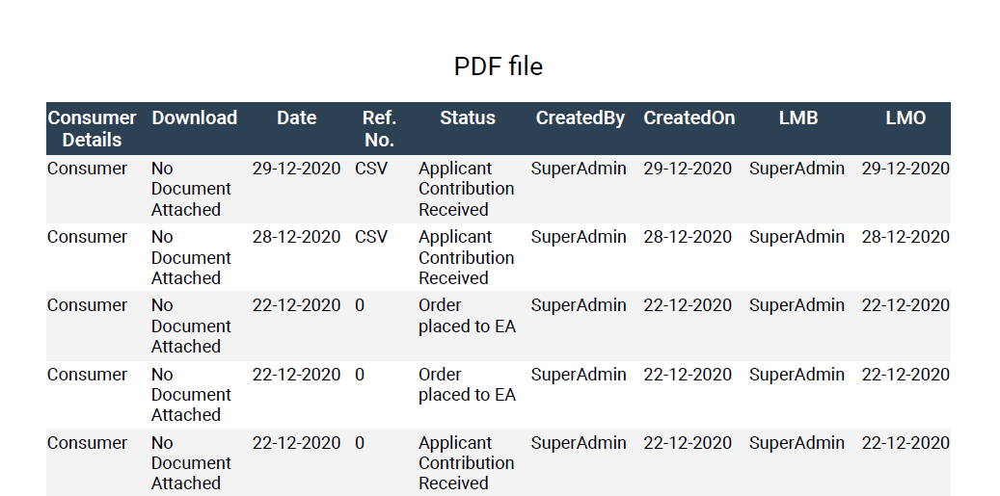 PDF file
Consumer Details Download Date Ref. No. Status CreatedBy CreatedOn LMB LMO
Consumer No Document Attached 29-12-2020 CSV Applicant Contribution Received SuperAdmin 29-12-2020 SuperAdmin 29-12-2020
Consumer No Document Attached 28-12-2020 CSV Applicant Contribution Received SuperAdmin 28-12-2020 SuperAdmin 28-12-2020
Consumer No Document Attached 22-12-2020 0 Order placed to EA SuperAdmin 22-12-2020 SuperAdmin 22-12-2020
Consumer No Document Attached 22-12-2020 0 Order placed to EA SuperAdmin 22-12-2020 SuperAdmin 22-12-2020
Consumer No Document Attached 22-12-2020 0 Applicant Contribution Received SuperAdmin 22-12-2020 SuperAdmin 22-12-2020